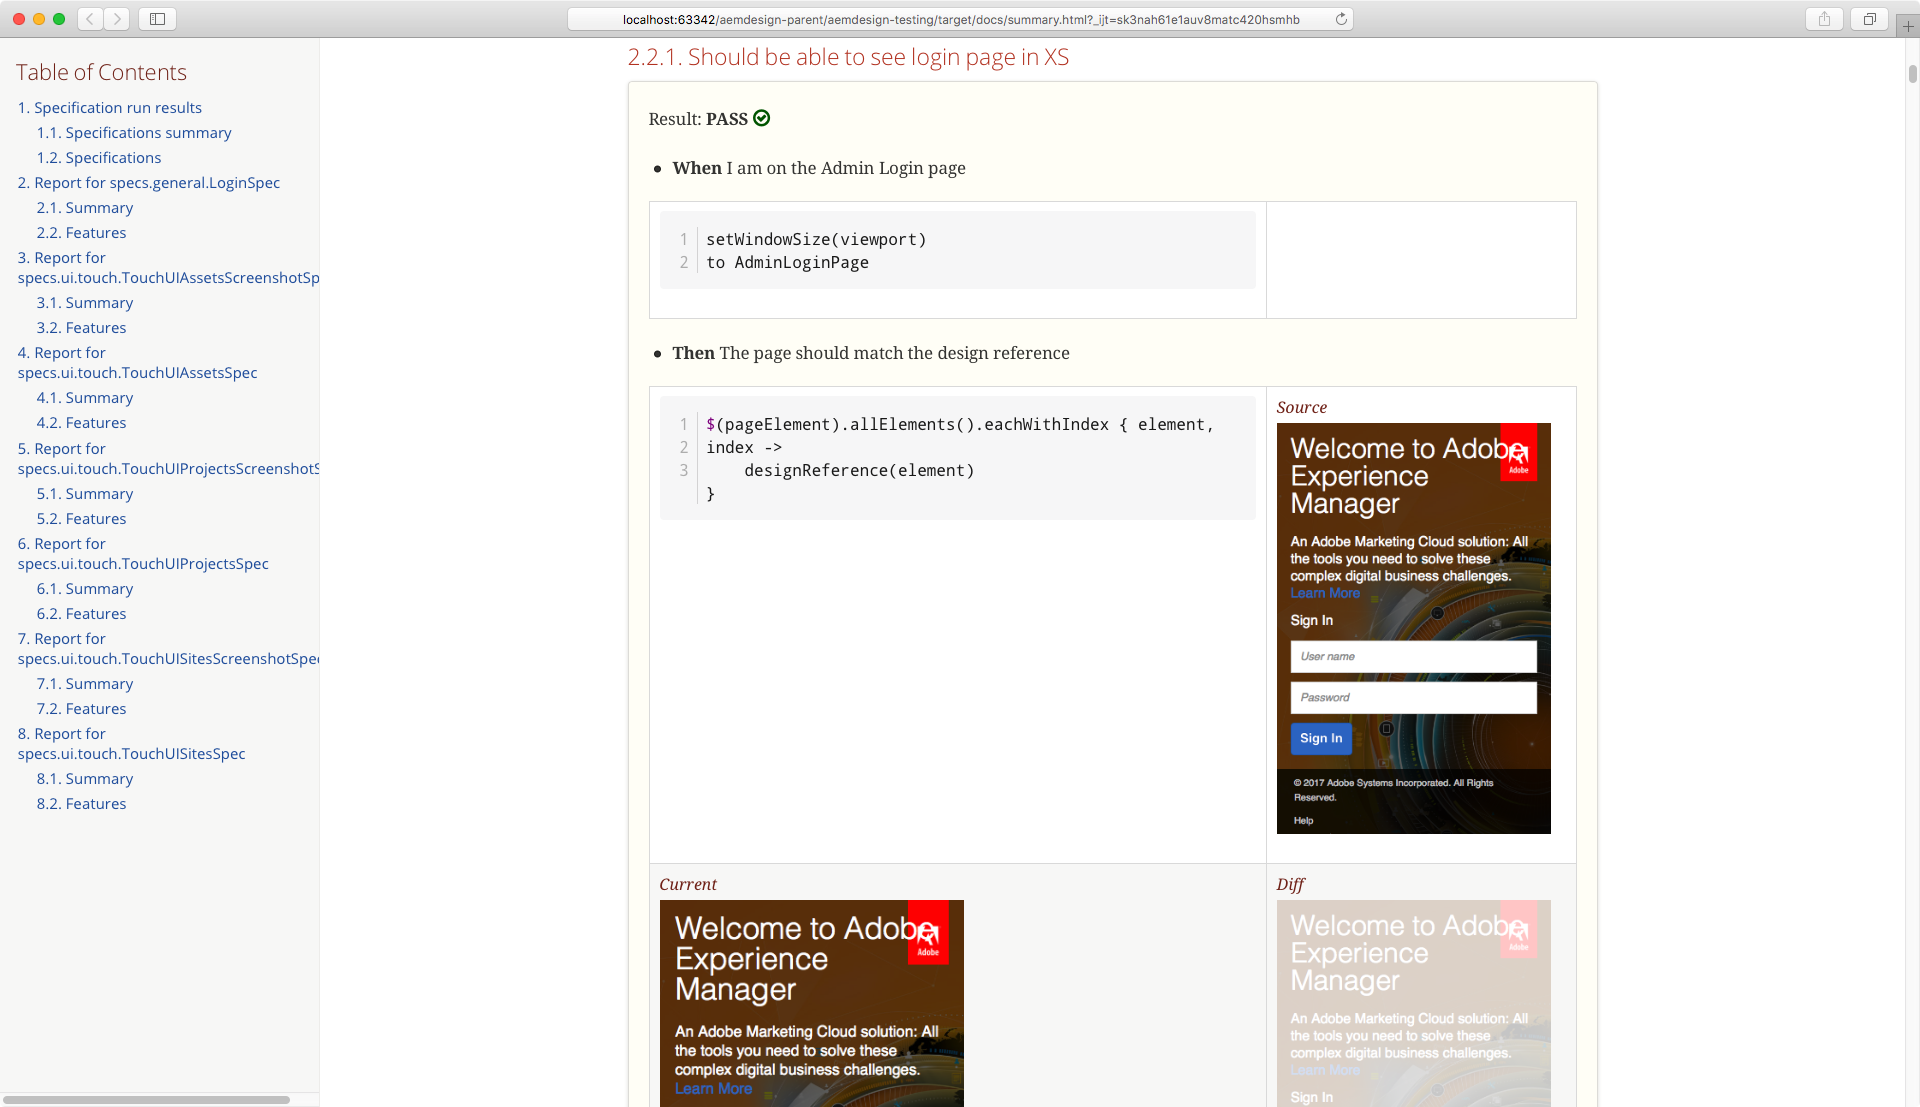 localhost:63342/aemdesign-parent/aemdesign-testing/target/docs/summary.html?_ijt=sk3nah61e1auv8matc420hsmhb
Table of Contents
1. Specification run results
1.1. Specifications summary
1.2. Specifications
2. Report for specs.general.LoginSpec
2.1. Summary
2.2. Features
3. Report for
specs.ui.touch.TouchUIAssetsScreenshotSp
3.1. Summary
3.2. Features
4. Report for
specs.ui.touch.TouchUIAssetsSpec
4.1. Summary
4.2. Features
5. Report for
specs.ui.touch.TouchUIProjectsScreenshotS
5.1. Summary
5.2. Features
6. Report for
specs.ui.touch.TouchUIProjectsSpec
6.1. Summary
6.2. Features
7. Report for
specs.ui.touch.TouchUISitesScreenshotSpec
7.1. Summary
7.2. Features
8. Report for
specs.ui.touch.TouchUISitesSpec
8.1. Summary
8.2. Features
2.2.1. Should be able to see login page in XS
Result: PASS
• When I am on the Admin Login page
1 setWindowSize(viewport)
2 to AdminLoginPage
• Then The page should match the design reference
1 $(pageElement).allElements().eachWithIndex { element,
2 index ->
3 designReference(element)
}
Source
Welcome to Adobe
Experience
Manager
Adobe
An Adobe Marketing Cloud solution: All
the tools you need to solve these
complex digital business challenges.
Learn More
Sign In
User name
Password
Sign In
© 2017 Adobe Systems Incorporated. All Rights
Reserved.
Help
Current
Welcome to Adobe
Experience
Manager
Adobe
An Adobe Marketing Cloud solution: All
the tools you need to solve these
complex digital business challenges.
Learn More
Diff
Welcome to Adobe
Experience
Manager
Adobe
An Adobe Marketing Cloud solution: All
the tools you need to solve these
complex digital business challenges.
Learn More
Sign In